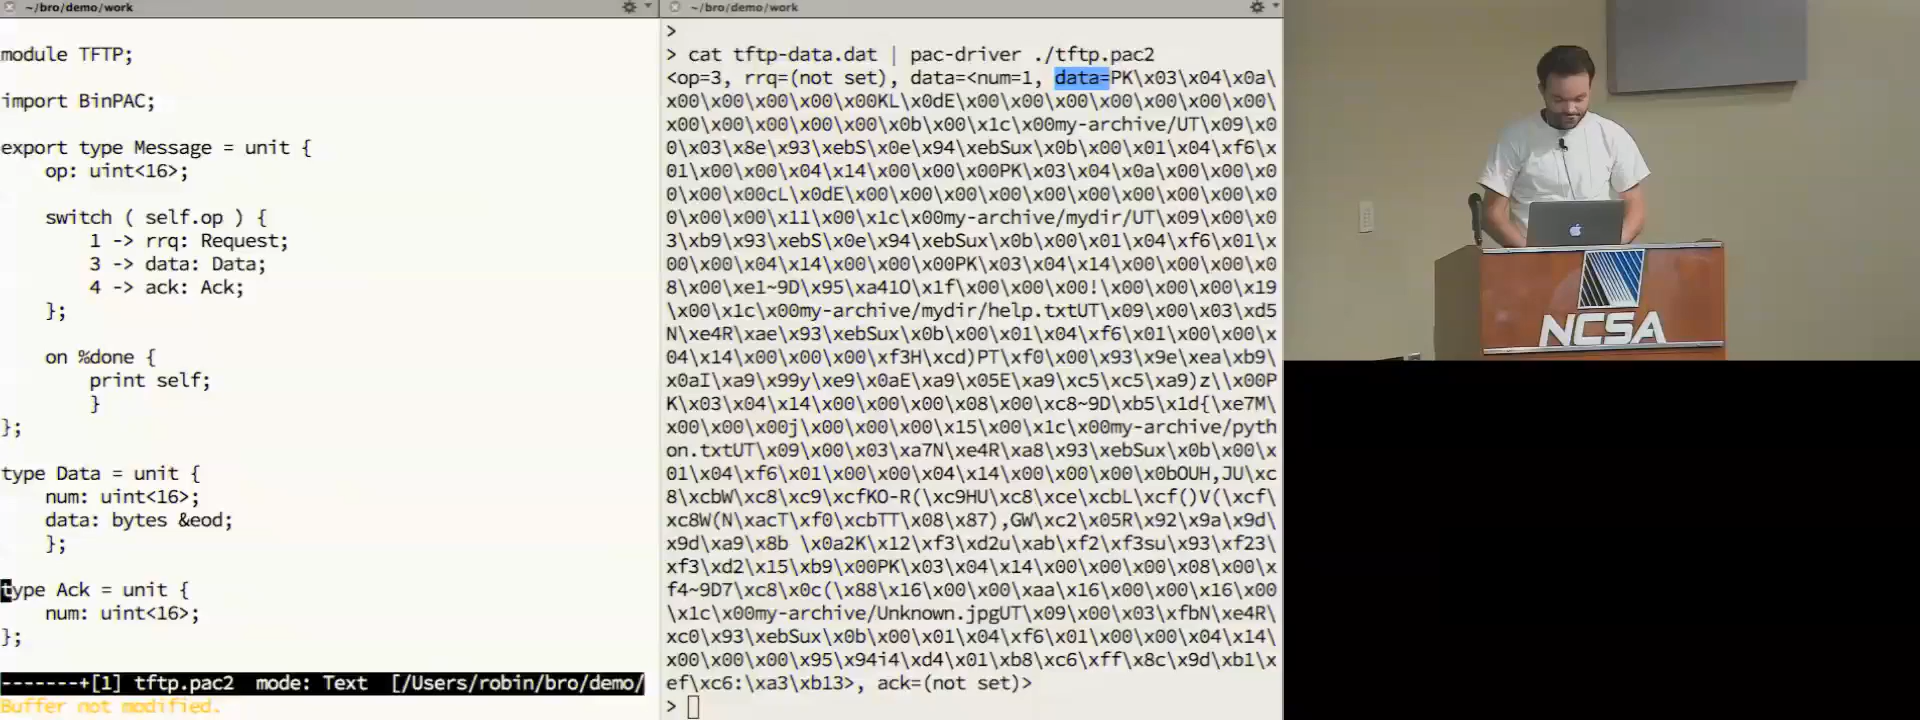 ~/bro/demo/work
module TFTP;
import BinPAC;
export type Message = unit {
op: uint<16>;
switch ( self.op ) {
1 -> rrq: Request;
3 -> data: Data;
4 -> ack: Ack;
};
on %done {
print self;
}
};
type Data = unit {
num: uint<16>;
data: bytes &eod;
};
type Ack = unit {
num: uint<16>;
};
-------+[1] tftp.pac2  mode: Text  [/Users/robin/bro/demo/
Buffer not modified.
~/bro/demo/work
>
> cat tftp-data.dat | pac-driver ./tftp.pac2
<op=3, rrq=(not set), data=<num=1, data=PK\x03\x04\x0a\
x00\x00\x00\x00\x00KL\x0dE\x00\x00\x00\x00\x00\x00\x00\
x00\x00\x00\x00\x00\x0b\x00\x1c\x00my-archive/UT\x09\x0
0\x03\x8e\x93\xebS\x0e\x94\xebSux\x0b\x00\x01\x04\xf6\x
01\x00\x00\x04\x14\x00\x00\x00PK\x03\x04\x0a\x00\x00\x0
0\x00\x00cL\x0dE\x00\x00\x00\x00\x00\x00\x00\x00\x00\x0
0\x00\x00\x11\x00\x1c\x00my-archive/mydir/UT\x09\x00\x0
3\xb9\x93\xebS\x0e\x94\xebSux\x0b\x00\x01\x04\xf6\x01\x
00\x00\x04\x14\x00\x00\x00PK\x03\x04\x14\x00\x00\x00\x0
8\x00\xe1~9D\x95\xa41O\x1f\x00\x00\x00!\x00\x00\x00\x19
\x00\x1c\x00my-archive/mydir/help.txtUT\x09\x00\x03\xd5
N\xe4R\xae\x93\xebSux\x0b\x00\x01\x04\xf6\x01\x00\x00\x
04\x14\x00\x00\x00\xf3H\xcd)PT\xf0\x00\x93\x9e\xea\xb9\
x0aI\xa9\x99y\xe9\x0aE\xa9\x05E\xa9\xc5\xc5\xa9)z\\x00P
K\x03\x04\x14\x00\x00\x00\x08\x00\xc8~9D\xb5\x1d{\xe7M\
x00\x00\x00j\x00\x00\x00\x15\x00\x1c\x00my-archive/pyth
on.txtUT\x09\x00\x03\xa7N\xe4R\xa8\x93\xebSux\x0b\x00\x
01\x04\xf6\x01\x00\x00\x04\x14\x00\x00\x00\x0bOUH,JU\xc
8\xcbW\xc8\xc9\xcfKO-R(\xc9HU\xc8\xce\xcbL\xcf()V(\xcf\
xc8W(N\xacT\xf0\xcbTT\x08\x87),GW\xc2\x05R\x92\x9a\x9d\
x9d\xa9\x8b \x0a2K\x12\xf3\xd2u\xab\xf2\xf3su\x93\xf23\
xf3\xd2\x15\xb9\x00PK\x03\x04\x14\x00\x00\x00\x08\x00\x
f4~9D7\xc8\x0c(\x88\x16\x00\x00\xaa\x16\x00\x00\x16\x00
\x1c\x00my-archive/Unknown.jpgUT\x09\x00\x03\xfbN\xe4R\
xc0\x93\xebSux\x0b\x00\x01\x04\xf6\x01\x00\x00\x04\x14\
x00\x00\x00\x95\x94i4\xd4\x01\xb8\xc6\xff\x8c\x9d\xb1\x
ef\xc6:\xa3\xb13>, ack=(not set)>
>
NCSA